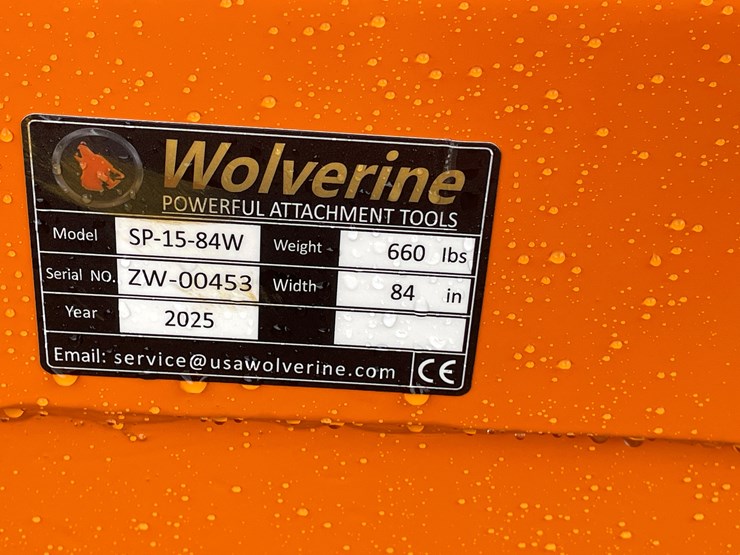 Wolverine
POWERFUL ATTACHMENT TOOLS
Model SP-15-84W Weight 660 lbs
Serial NO. ZW-00453 Width 84 in
Year 2025
Email: service@usawolverine.com CE